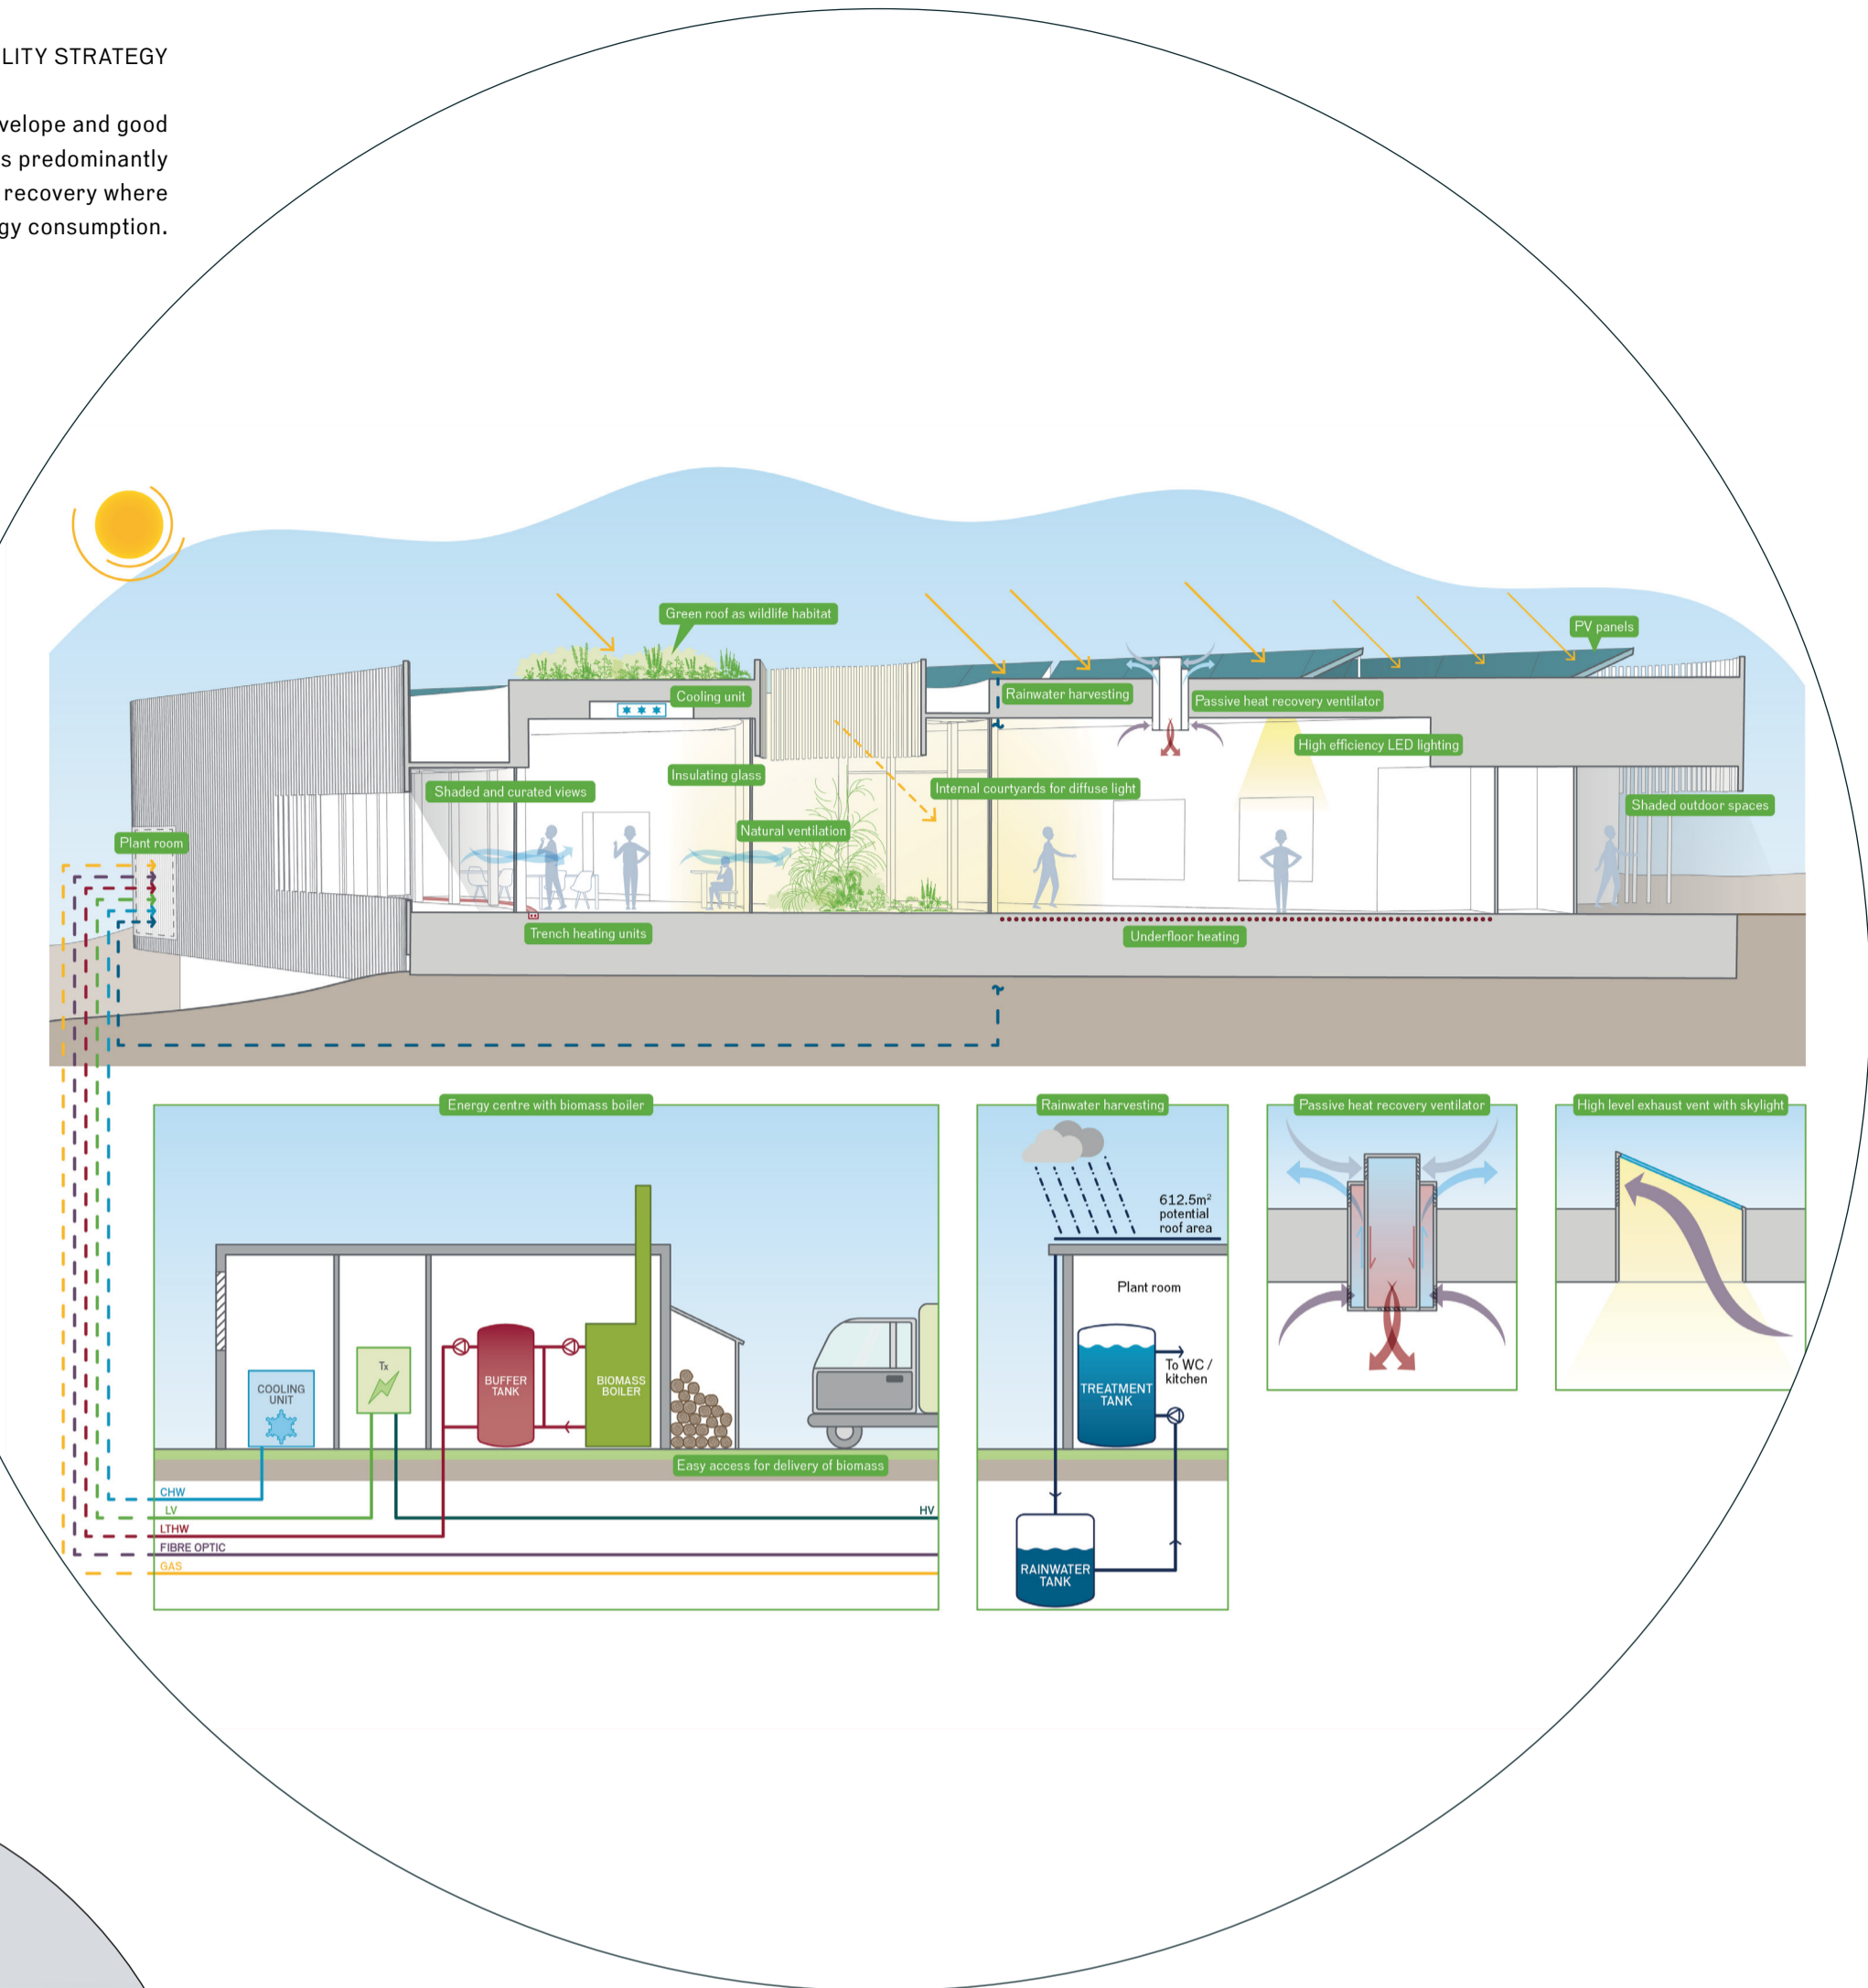 LITY STRATEGY
velope and good
s predominantly
recovery where
gy consumption.
Green roof as wildlife habitat
PV panels
Cooling unit
Rainwater harvesting
Passive heat recovery ventilator
High efficiency LED lighting
Insulating glass
Shaded and curated views
Internal courtyards for diffuse light
Shaded outdoor spaces
Natural ventilation
Plant room
Trench heating units
Underfloor heating
Energy centre with biomass boiler
COOLING
UNIT
Tx
BUFFER
TANK
BIOMASS
BOILER
Easy access for delivery of biomass
CHW
LV
HV
LTHW
FIBRE OPTIC
GAS
Rainwater harvesting
612.5m²
potential
roof area
Plant room
To WC /
kitchen
TREATMENT
TANK
RAINWATER
TANK
Passive heat recovery ventilator
High level exhaust vent with skylight